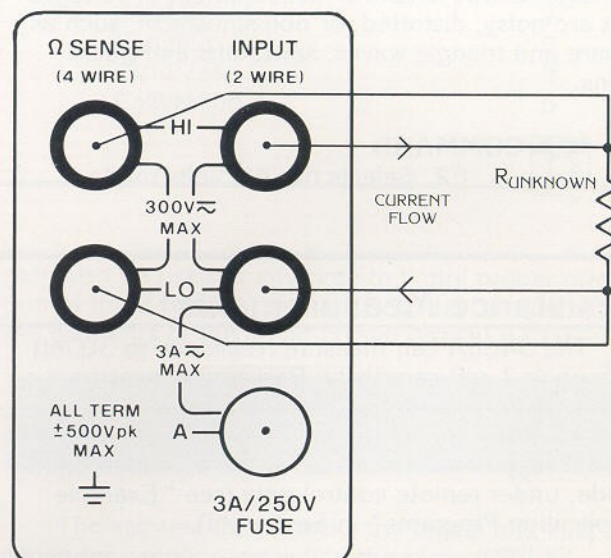 Ω SENSE
(4 WIRE)
INPUT
(2 WIRE)
HI
RUNKNOWN
300V⎓
MAX
CURRENT
FLOW
LO
3A⎓
MAX
ALL TERM
±500Vpk
MAX
A
3A/250V
FUSE